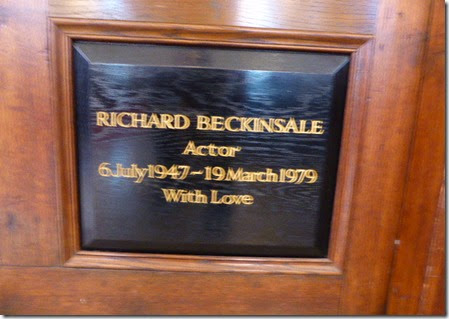 RICHARD BECKINSALE
Actor
6 July 1947 - 19 March 1979
With Love